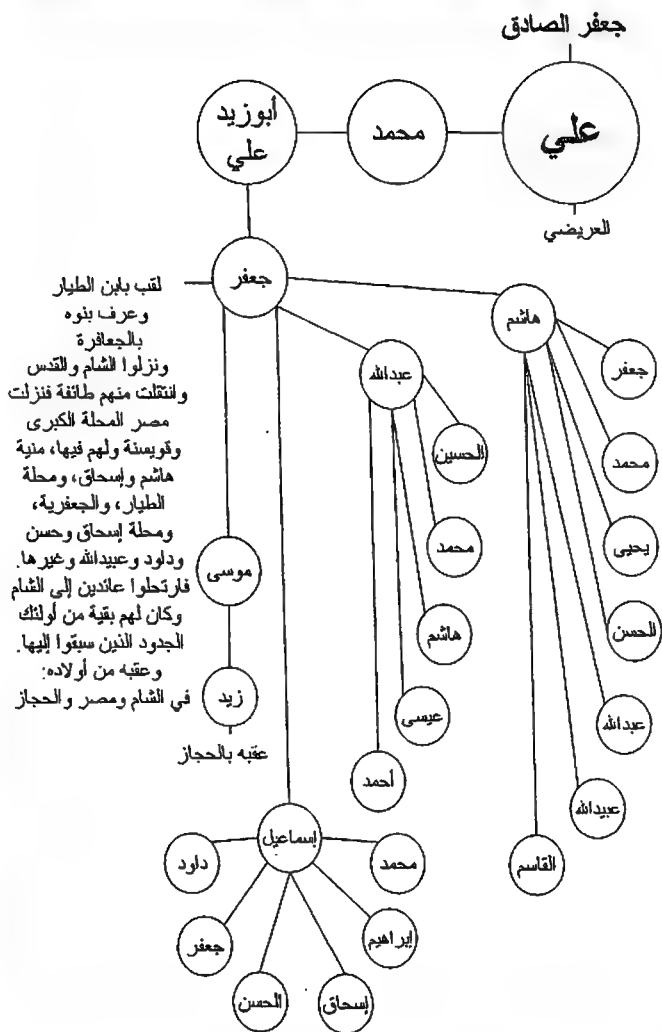 جعفر الصادق
علي
العريضي
محمد
أبوزيد
علي
جعفر
لقب بابن الطيار
وعرف بنوه
بالجعافرة
ونزلوا الشام والقدس
وانتقلت منهم طائفة فنزلت
مصر المحلة الكبرى
وقويسنة ولهم فيها، منية
هاشم وإسحاق، ومحلة
الطيار، والجعفرية،
ومحلة إسحاق وحسن
وداود وعبيدالله وغيرها.
فارتحلوا عائدين إلى الشام
وكان لهم بقية من أولئك
الجدود الذين سبقوا إليها.
وعقبه من أولاده:
في الشام ومصر والحجاز
هاشم
جعفر
محمد
يحيى
الحسن
عبدالله
عبيدالله
القاسم
عبدالله
الحسين
محمد
هاشم
عيسى
أحمد
موسى
زيد
عقبه بالحجاز
إسماعيل
محمد
إبراهيم
إسحاق
الحسن
جعفر
داود